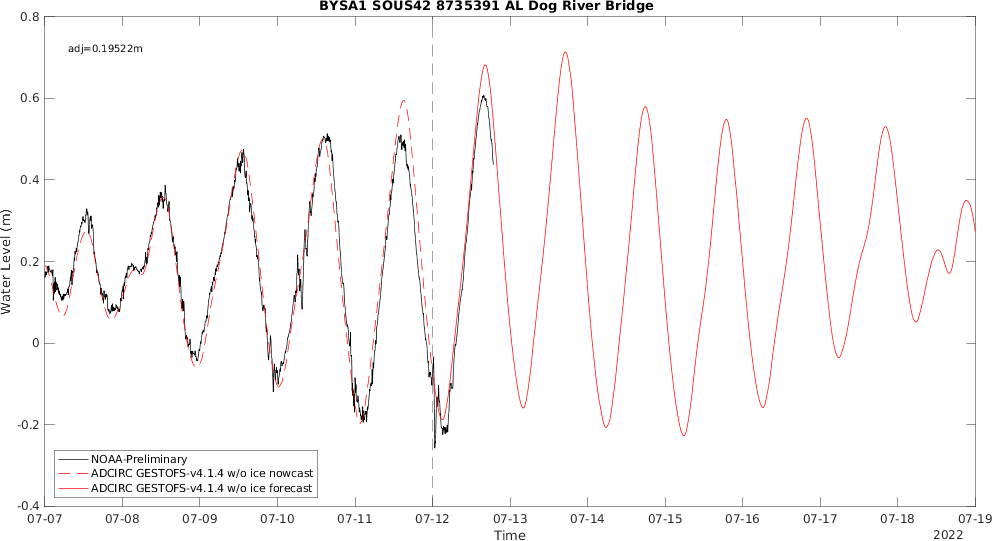 BYSA1 SOUS42 8735391 AL Dog River Bridge
adj=0.19522m
0.8
0.6
0.4
0.2
0
-0.2
-0.4
Water Level (m)
NOAA-Preliminary
ADCIRC GESTOFS-v4.1.4 w/o ice nowcast
ADCIRC GESTOFS-v4.1.4 w/o ice forecast
07-07 07-08 07-09 07-10 07-11 07-12 07-13 07-14 07-15 07-16 07-17 07-18 07-19
Time
2022